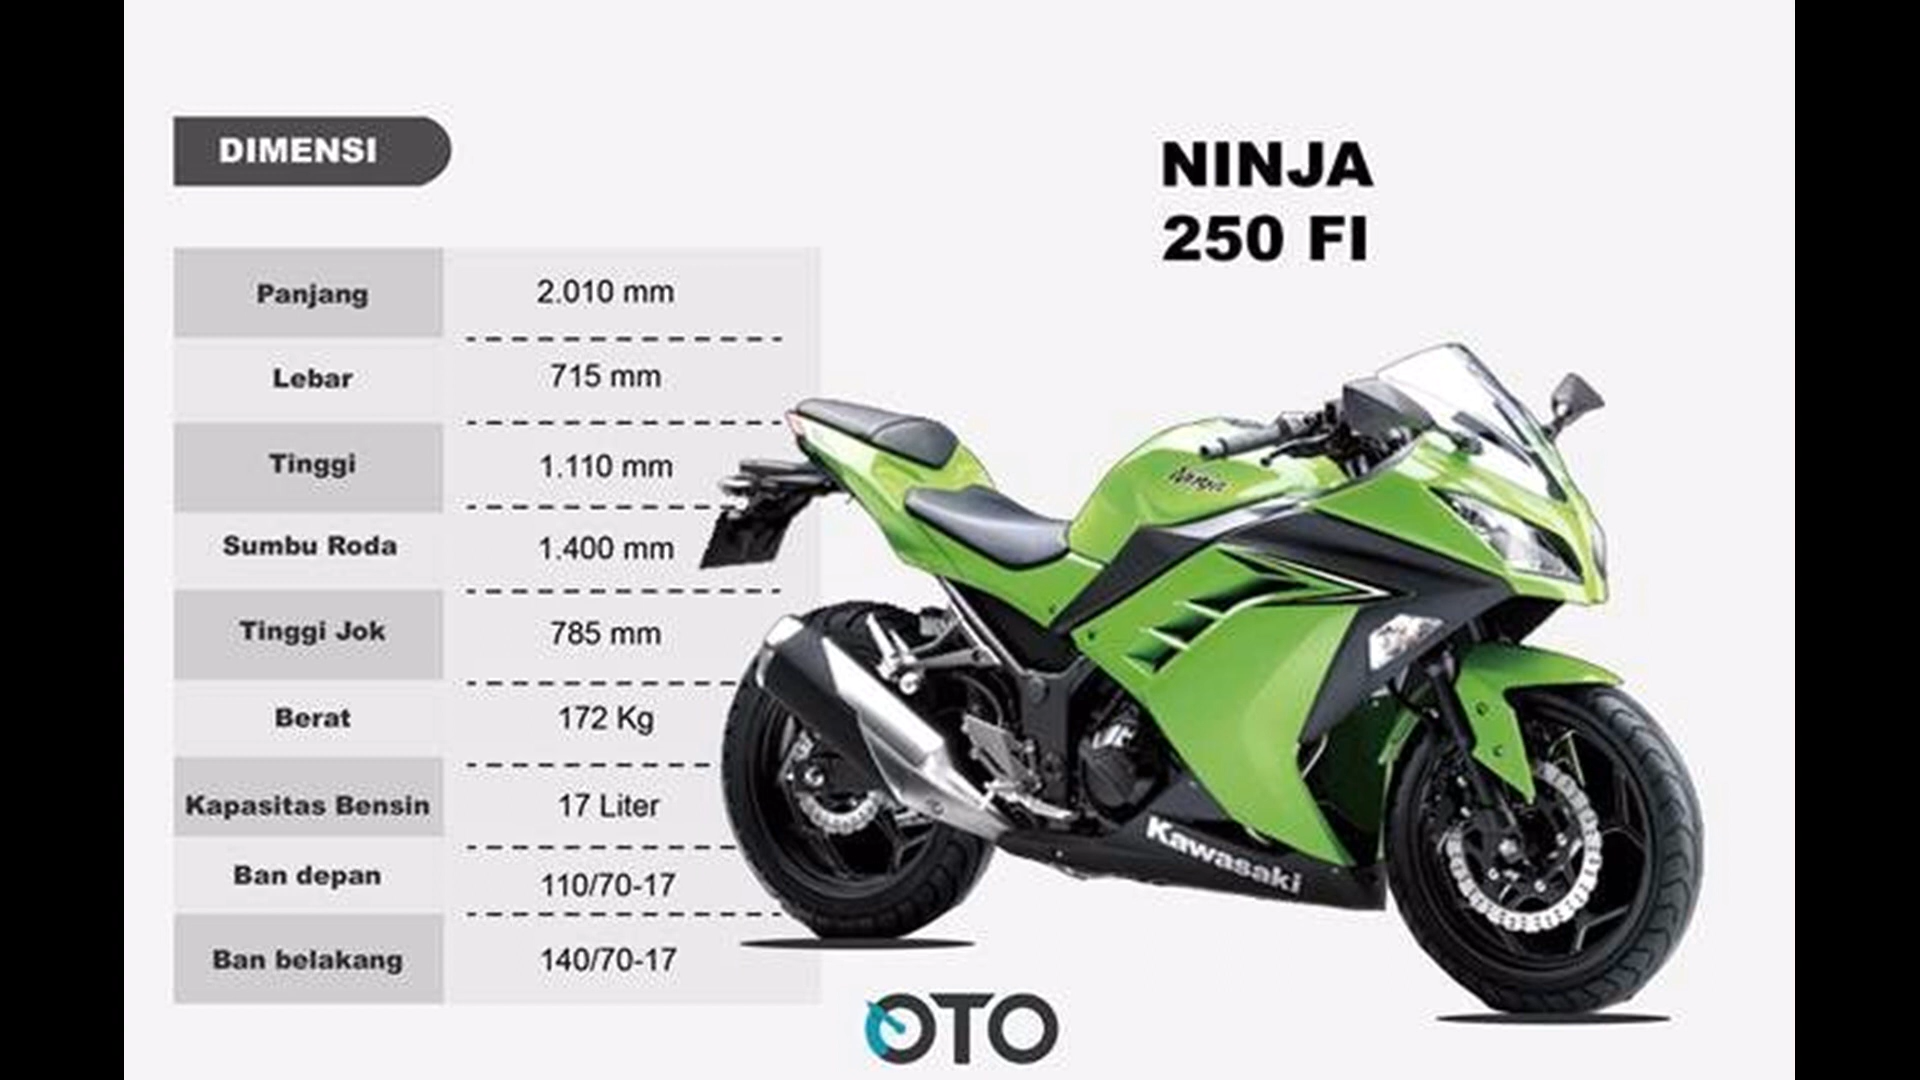 DIMENSI
NINJA
250 FI
Panjang 2.010 mm
Lebar 715 mm
Tinggi 1.110 mm
Sumbu Roda 1.400 mm
Tinggi Jok 785 mm
Berat 172 Kg
Kapasitas Bensin 17 Liter
Ban depan 110/70-17
Ban belakang 140/70-17
Ninja
Kawasaki
OTO